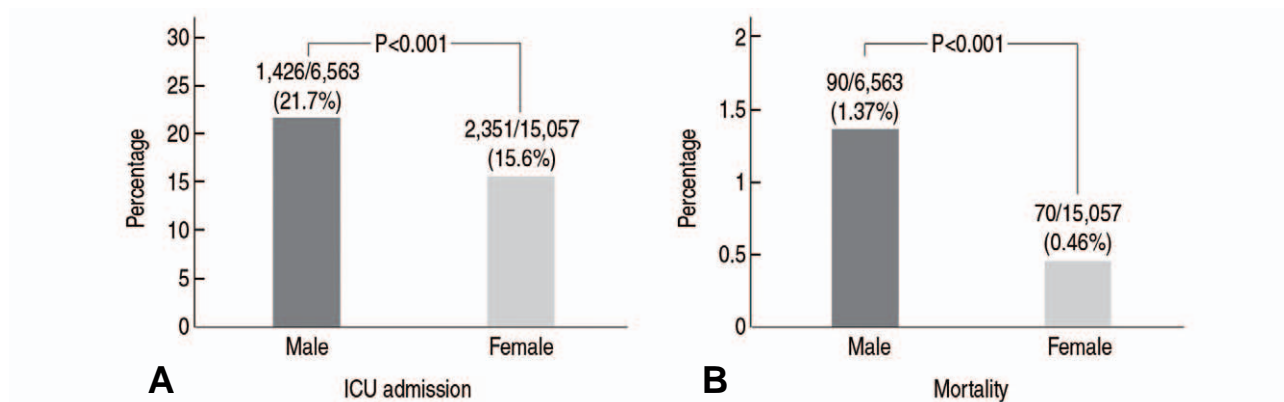 30
25
20
15
10
5
0
Percentage
P<0.001
1,426/6,563
(21.7%)
2,351/15,057
(15.6%)
Male
Female
A
ICU admission
2
1.5
1
0.5
0
Percentage
P<0.001
90/6,563
(1.37%)
70/15,057
(0.46%)
Male
Female
B
Mortality